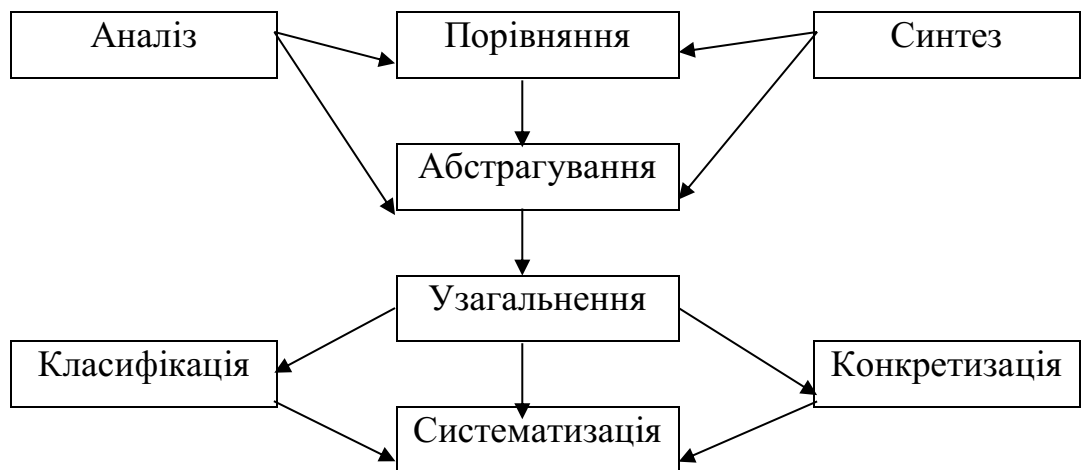 Аналіз
Порівняння
Синтез
Абстрагування
Узагальнення
Класифікація
Конкретизація
Систематизація